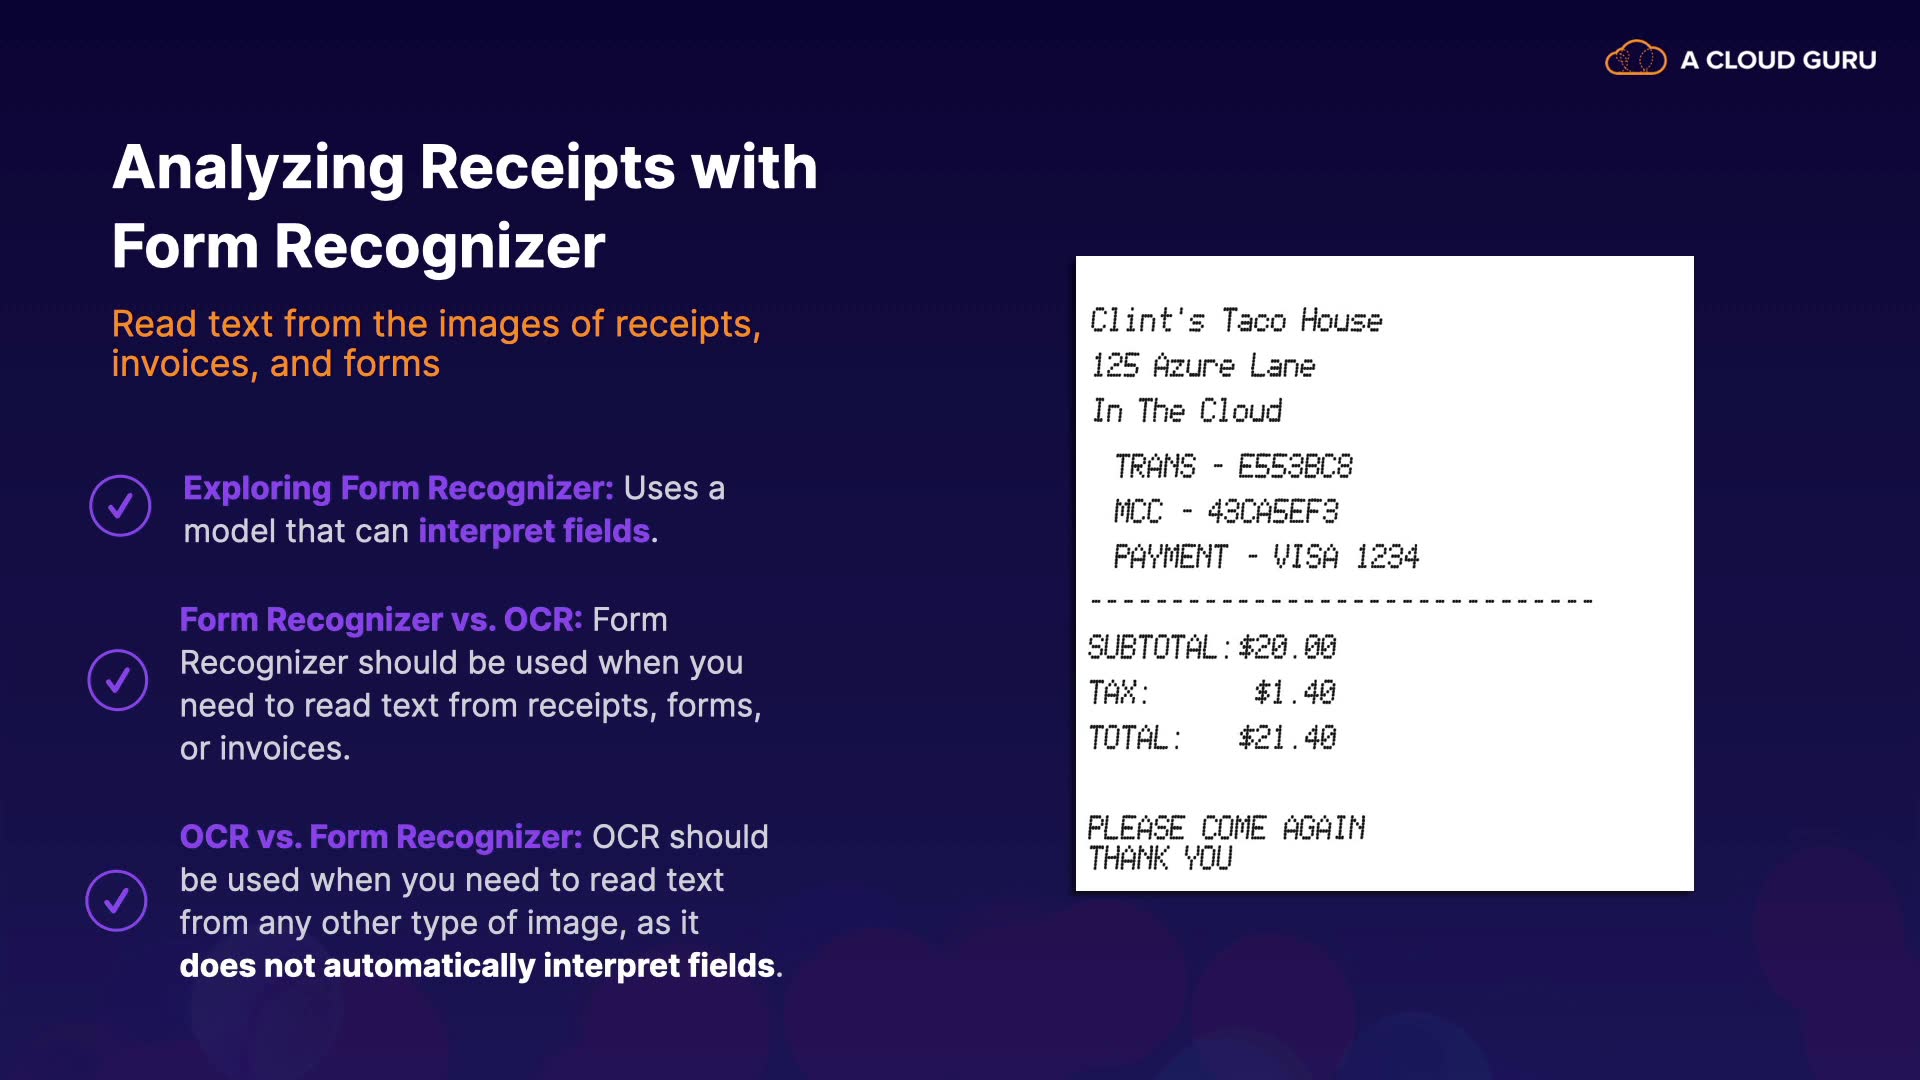 A CLOUD GURU
Analyzing Receipts with
Form Recognizer
Read text from the images of receipts,
invoices, and forms
Exploring Form Recognizer: Uses a
model that can interpret fields.
Form Recognizer vs. OCR: Form
Recognizer should be used when you
need to read text from receipts, forms,
or invoices.
OCR vs. Form Recognizer: OCR should
be used when you need to read text
from any other type of image, as it
does not automatically interpret fields.
Clint's Taco House
125 Azure Lane
In The Cloud
TRANS - E553BC8
MCC - 43CA5EF3
PAYMENT - VISA 1234
-------------------------------
SUBTOTAL:$20.00
TAX: $1.40
TOTAL: $21.40
PLEASE COME AGAIN
THANK YOU